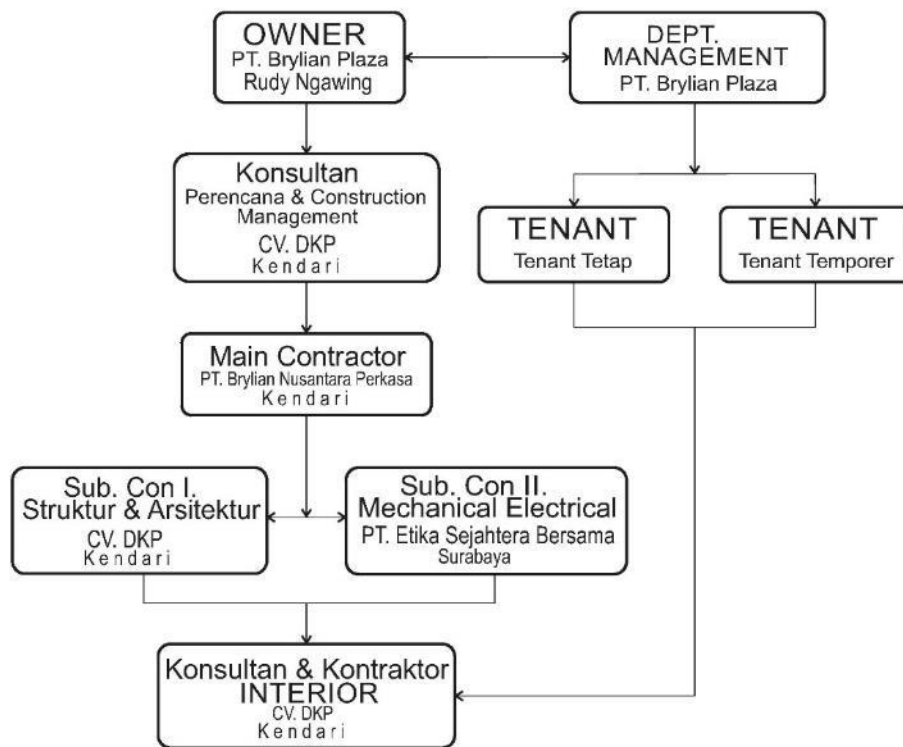 OWNER
PT. Brylian Plaza
Rudy Ngawing
DEPT.
MANAGEMENT
PT. Brylian Plaza
Konsultan
Perencana & Construction
Management
CV. DKP
Kendari
TENANT
Tenant Tetap
TENANT
Tenant Temporer
Main Contractor
PT. Brylian Nusantara Perkasa
Kendari
Sub. Con I.
Struktur & Arsitektur
CV. DKP
Kendari
Sub. Con II.
Mechanical Electrical
PT. Etika Sejahtera Bersama
Surabaya
Konsultan & Kontraktor
INTERIOR
CV. DKP
Kendari